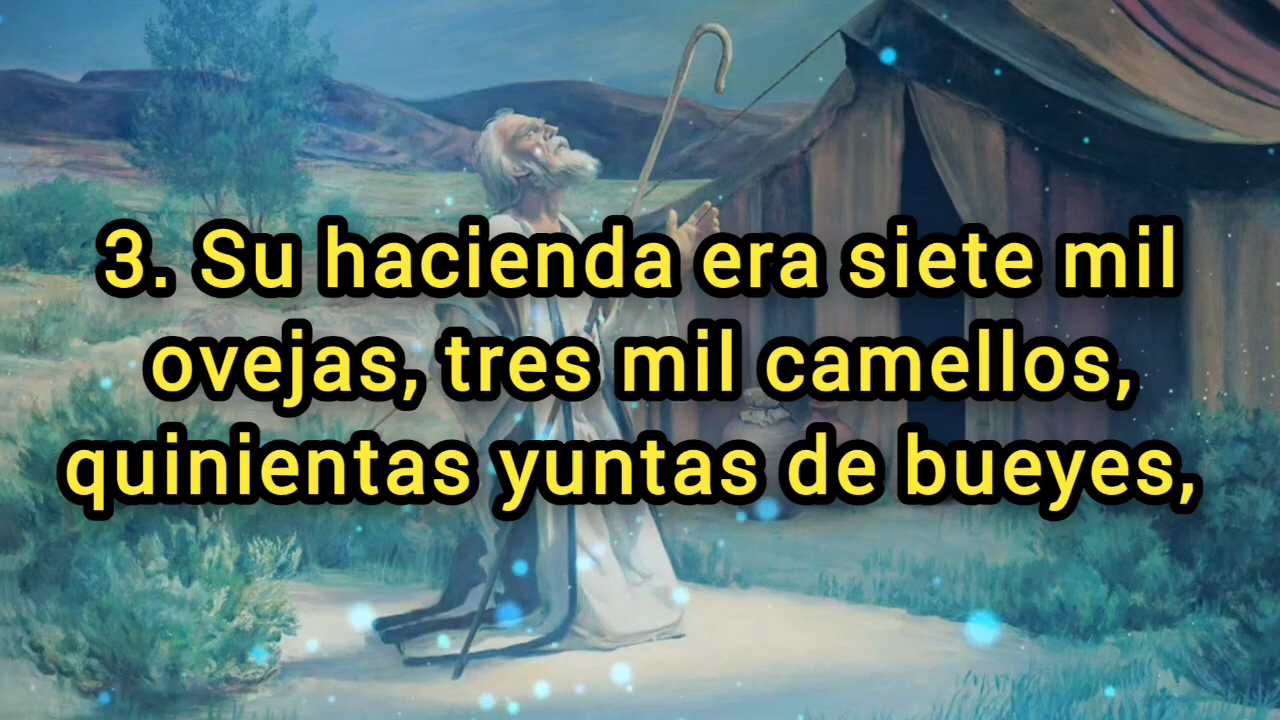 3. Su hacienda era siete mil
ovejas, tres mil camellos,
quinientas yuntas de bueyes,